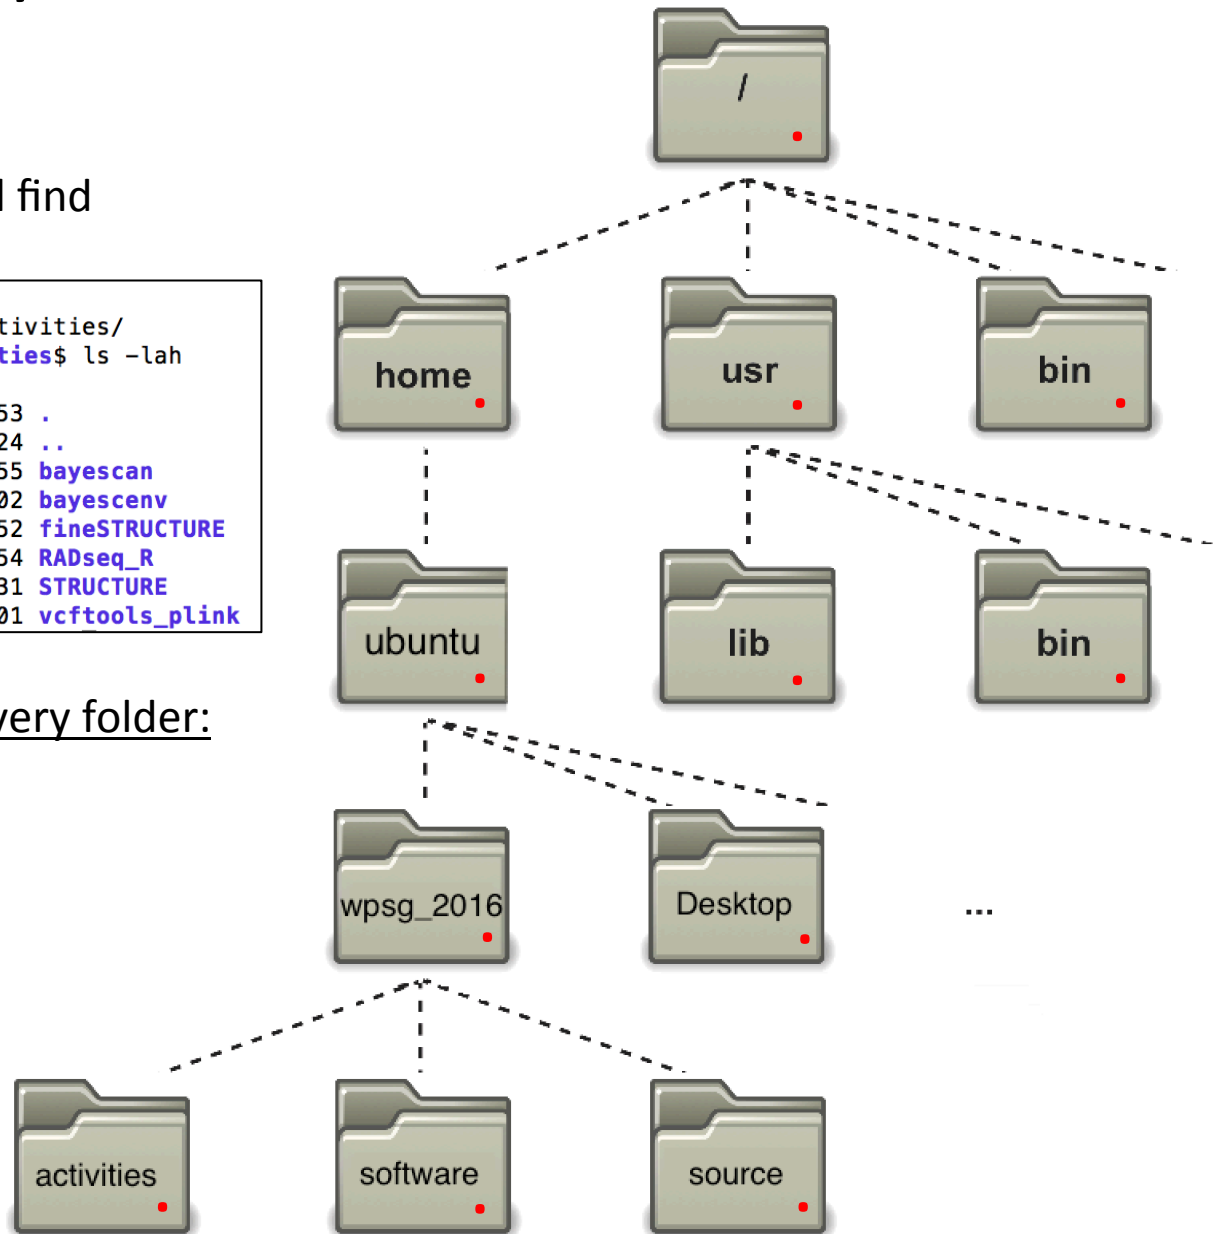 /
l find
tivities/
ties$ ls -lah
53 .
24 ..
55 bayescan
02 bayescenv
52 fineSTRUCTURE
54 RADseq_R
31 STRUCTURE
01 vcftools_plink
home
usr
bin
ubuntu
lib
bin
very folder:
wpsg_2016
Desktop
...
activities
software
source